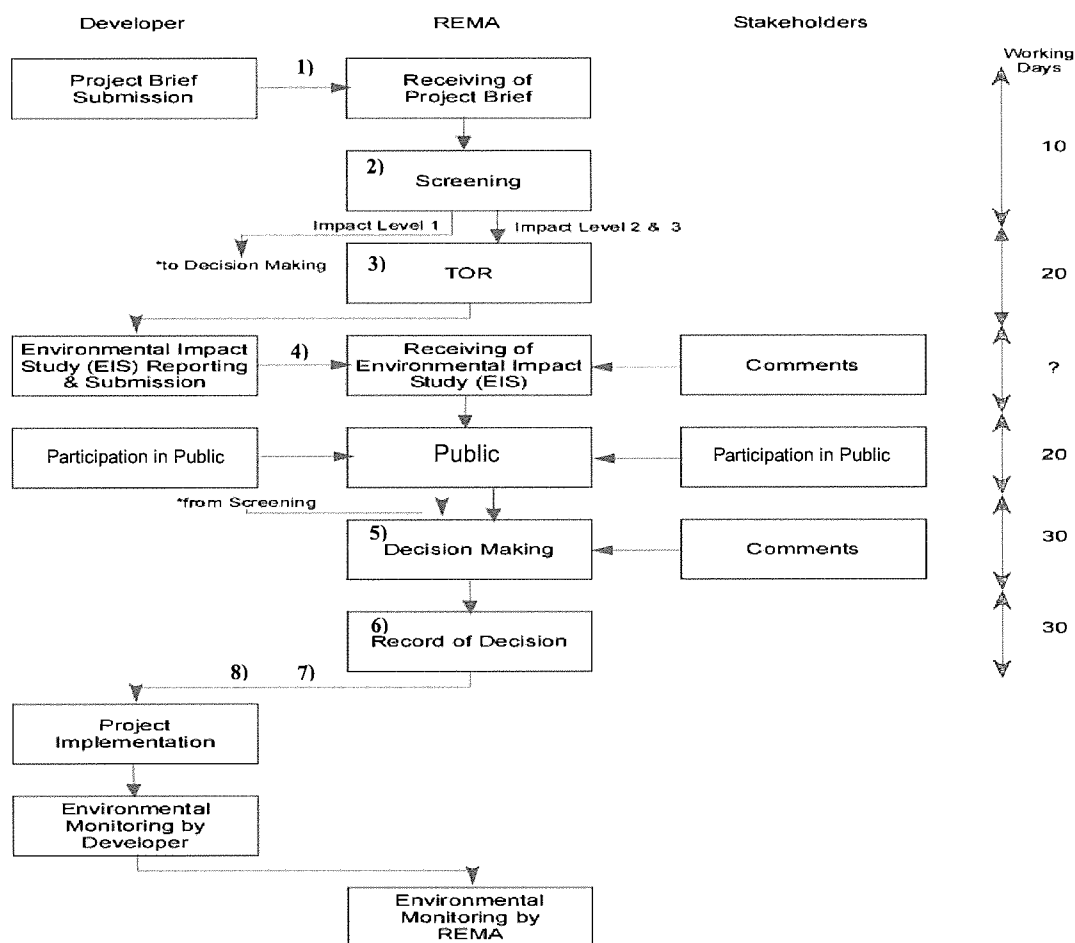 Developer
REMA
Stakeholders
Working
Days
Project Brief
Submission
1)
Receiving of
Project Brief
10
2)
Screening
Impact Level 1
Impact Level 2 & 3
*to Decision Making
3)
TOR
20
Environmental Impact
Study (EIS) Reporting
& Submission
4)
Receiving of
Environmental Impact
Study (EIS)
Comments
?
Participation in Public
Public
Participation in Public
20
*from Screening
5)
Decision Making
Comments
30
6)
Record of Decision
30
8)
7)
Project
Implementation
Environmental
Monitoring by
Developer
Environmental
Monitoring by
REMA